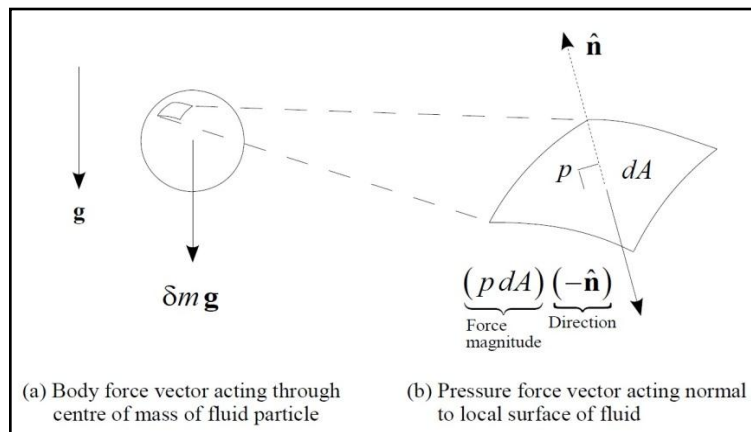 n̂
p
dA
g
δm g
(p dA) (−n̂)
Force Direction
magnitude
(a) Body force vector acting through
centre of mass of fluid particle
(b) Pressure force vector acting normal
to local surface of fluid